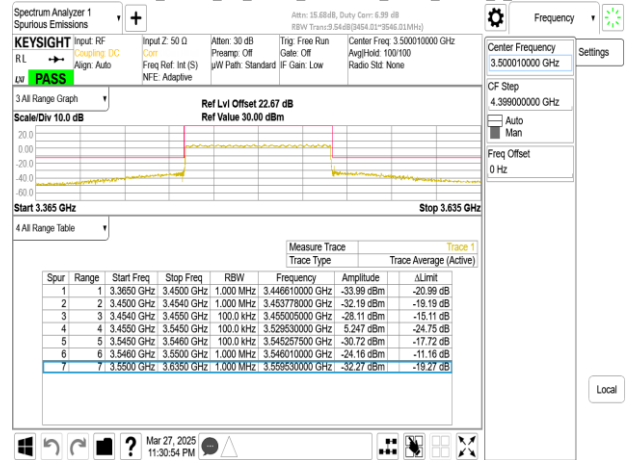 Spectrum Analyzer 1
Spurious Emissions
Attn: 15.68dB, Duty Corr: 6.99 dB
RBW Trans:9.54dB(3454.01~3546.01MHz)
Frequency
KEYSIGHT
RL
LXI PASS
Input: RF
Coupling: DC
Align: Auto
Input Z: 50 Ω
Corr
Freq Ref: Int (S)
NFE: Adaptive
Atten: 30 dB
Preamp: Off
µW Path: Standard
Trig: Free Run
Gate: Off
IF Gain: Low
Center Freq: 3.500010000 GHz
Avg|Hold: 100/100
Radio Std: None
Center Frequency
3.500010000 GHz
Settings
CF Step
4.399000000 GHz
Auto
Man
Freq Offset
0 Hz
3 All Range Graph
Scale/Div 10.0 dB
Ref Lvl Offset 22.67 dB
Ref Value 30.00 dBm
20.0
0.00
-20.0
-40.0
-60.0
Start 3.365 GHz
Stop 3.635 GHz
4 All Range Table
Measure Trace Trace 1
Trace Type Trace Average (Active)
Spur Range Start Freq Stop Freq RBW Frequency Amplitude ΔLimit
1 1 3.3650 GHz 3.4500 GHz 1.000 MHz 3.446610000 GHz -33.99 dBm -20.99 dB
2 2 3.4500 GHz 3.4540 GHz 1.000 MHz 3.453778000 GHz -32.19 dBm -19.19 dB
3 3 3.4540 GHz 3.4550 GHz 100.0 kHz 3.455005000 GHz -28.11 dBm -15.11 dB
4 4 3.4550 GHz 3.5450 GHz 100.0 kHz 3.529530000 GHz 5.247 dBm -24.75 dB
5 5 3.5450 GHz 3.5460 GHz 100.0 kHz 3.545257500 GHz -30.72 dBm -17.72 dB
6 6 3.5460 GHz 3.5500 GHz 1.000 MHz 3.546010000 GHz -24.16 dBm -11.16 dB
7 7 3.5500 GHz 3.6350 GHz 1.000 MHz 3.559530000 GHz -32.27 dBm -19.27 dB
Local
Mar 27, 2025
11:30:54 PM